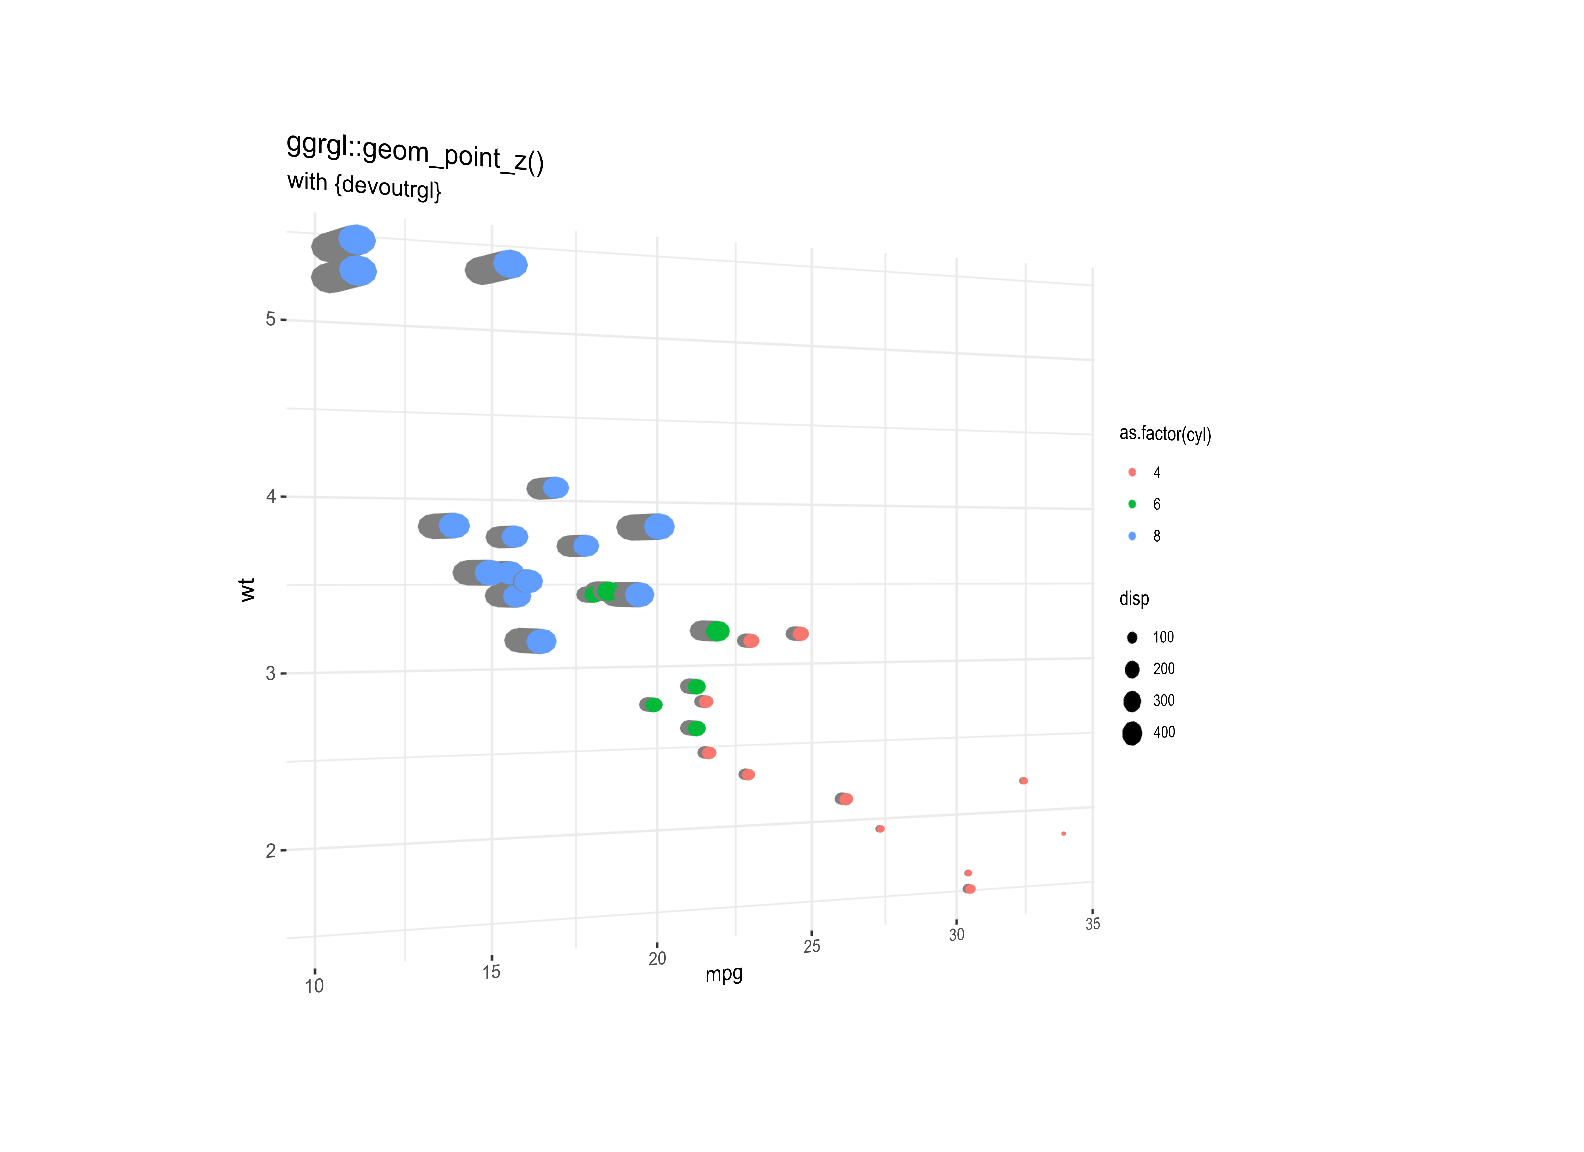 ggrgl::geom_point_z()
with {devoutrgl}
5
4
3
2
wt
10
15
20
25
30
35
mpg
as.factor(cyl)
4
6
8
disp
100
200
300
400